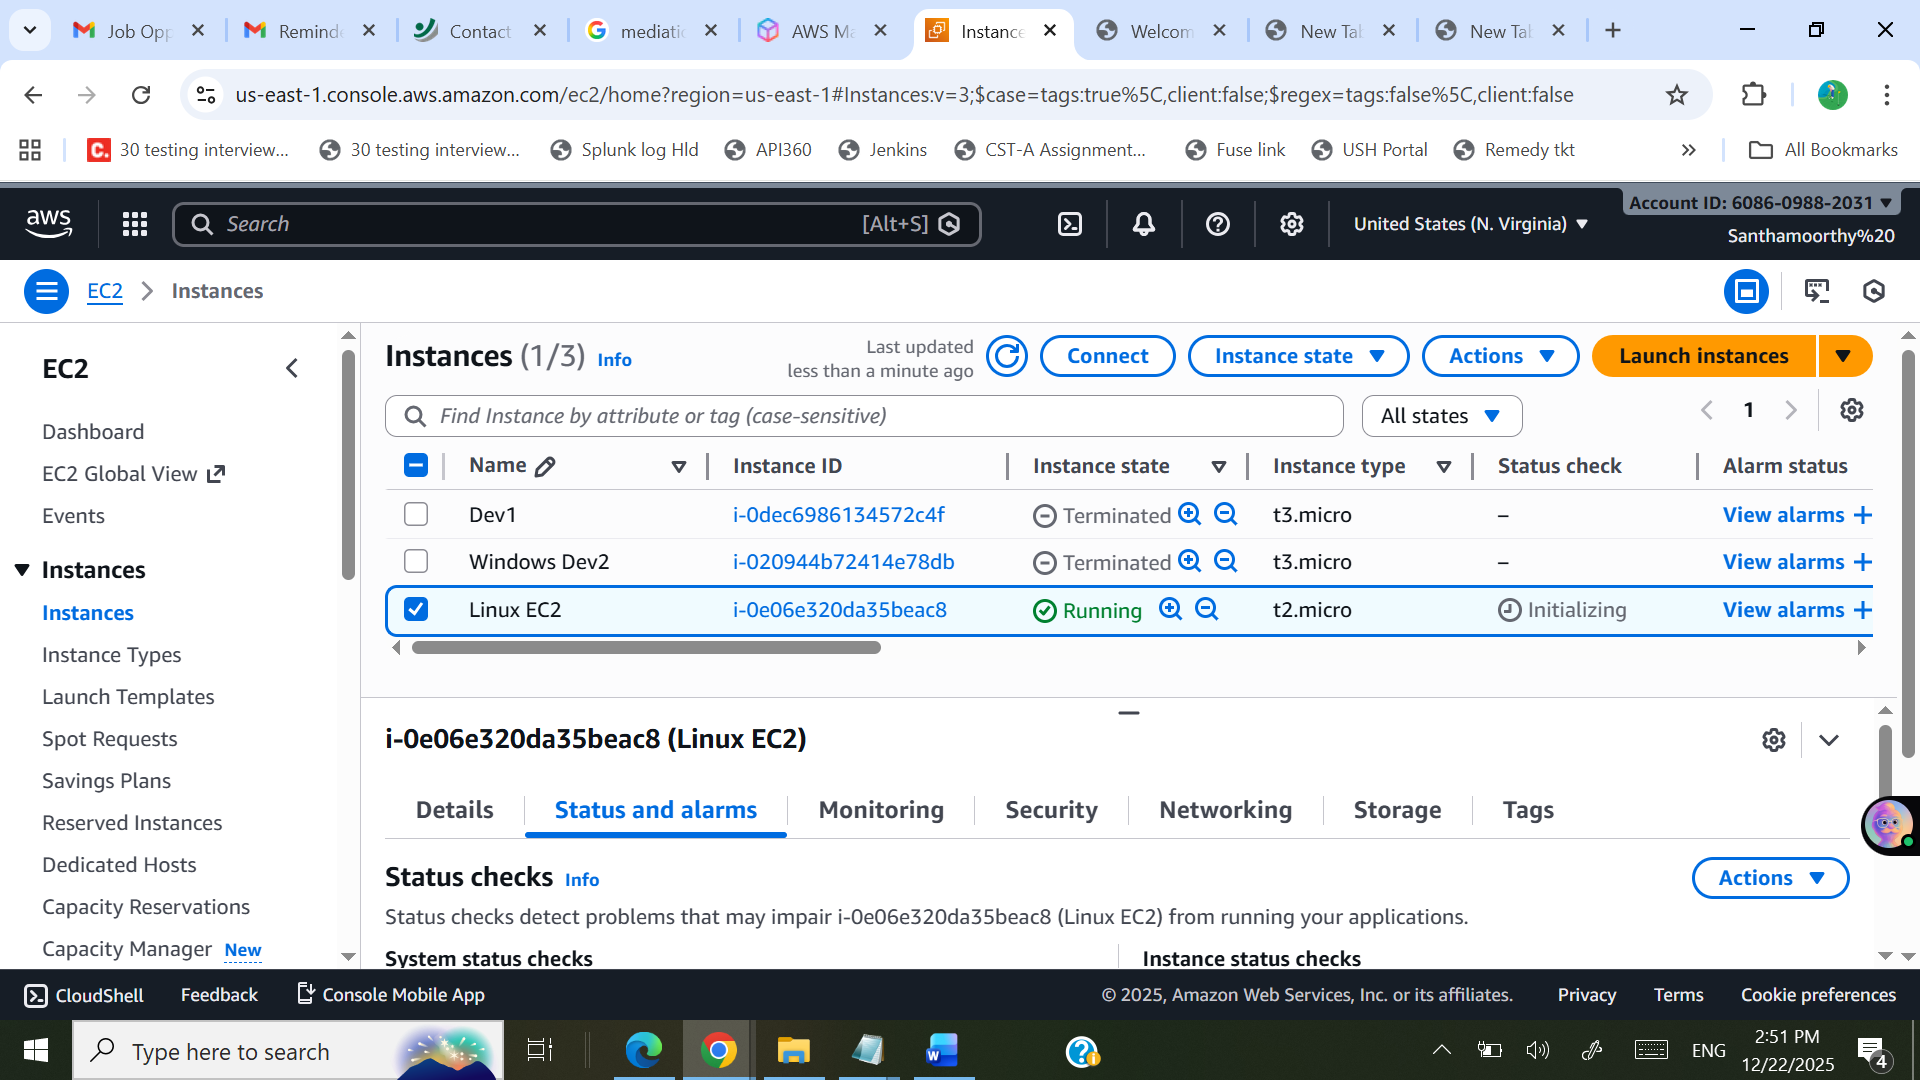 Job Opp
Reminde
Contact
mediatio
AWS Ma
Instance
Welcom
New Tab
New Tab
us-east-1.console.aws.amazon.com/ec2/home?region=us-east-1#Instances:v=3;$case=tags:true%5C,client:false;$regex=tags:false%5C,client:false
C. 30 testing interview...
30 testing interview...
Splunk log Hld
API360
Jenkins
CST-A Assignment...
Fuse link
USH Portal
Remedy tkt
All Bookmarks
aws
Search [Alt+S]
United States (N. Virginia)
Account ID: 6086-0988-2031
Santhamoorthy%20
EC2 Instances
EC2
Dashboard
EC2 Global View
Events
Instances
Instances
Instance Types
Launch Templates
Spot Requests
Savings Plans
Reserved Instances
Dedicated Hosts
Capacity Reservations
Capacity Manager New
Instances (1/3) Info
Last updated
less than a minute ago
Connect
Instance state
Actions
Launch instances
Find Instance by attribute or tag (case-sensitive)
All states
1
Name Instance ID Instance state Instance type Status check Alarm status
Dev1 i-0dec6986134572c4f Terminated t3.micro – View alarms +
Windows Dev2 i-020944b72414e78db Terminated t3.micro – View alarms +
Linux EC2 i-0e06e320da35beac8 Running t2.micro Initializing View alarms +
i-0e06e320da35beac8 (Linux EC2)
Details Status and alarms Monitoring Security Networking Storage Tags
Status checks Info
Actions
Status checks detect problems that may impair i-0e06e320da35beac8 (Linux EC2) from running your applications.
System status checks
Instance status checks
CloudShell Feedback Console Mobile App
© 2025, Amazon Web Services, Inc. or its affiliates. Privacy Terms Cookie preferences
Type here to search
W
ENG
2:51 PM
12/22/2025
4